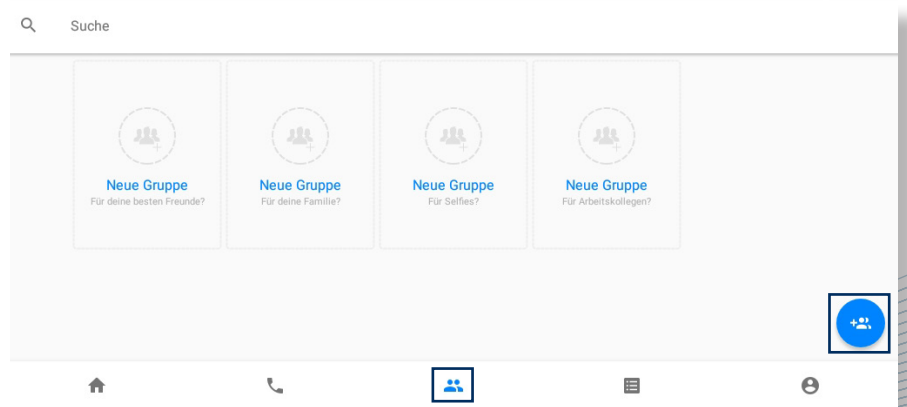 Suche
Neue Gruppe
Für deine besten Freunde?
Neue Gruppe
Für deine Familie?
Neue Gruppe
Für Selfies?
Neue Gruppe
Für Arbeitskollegen?